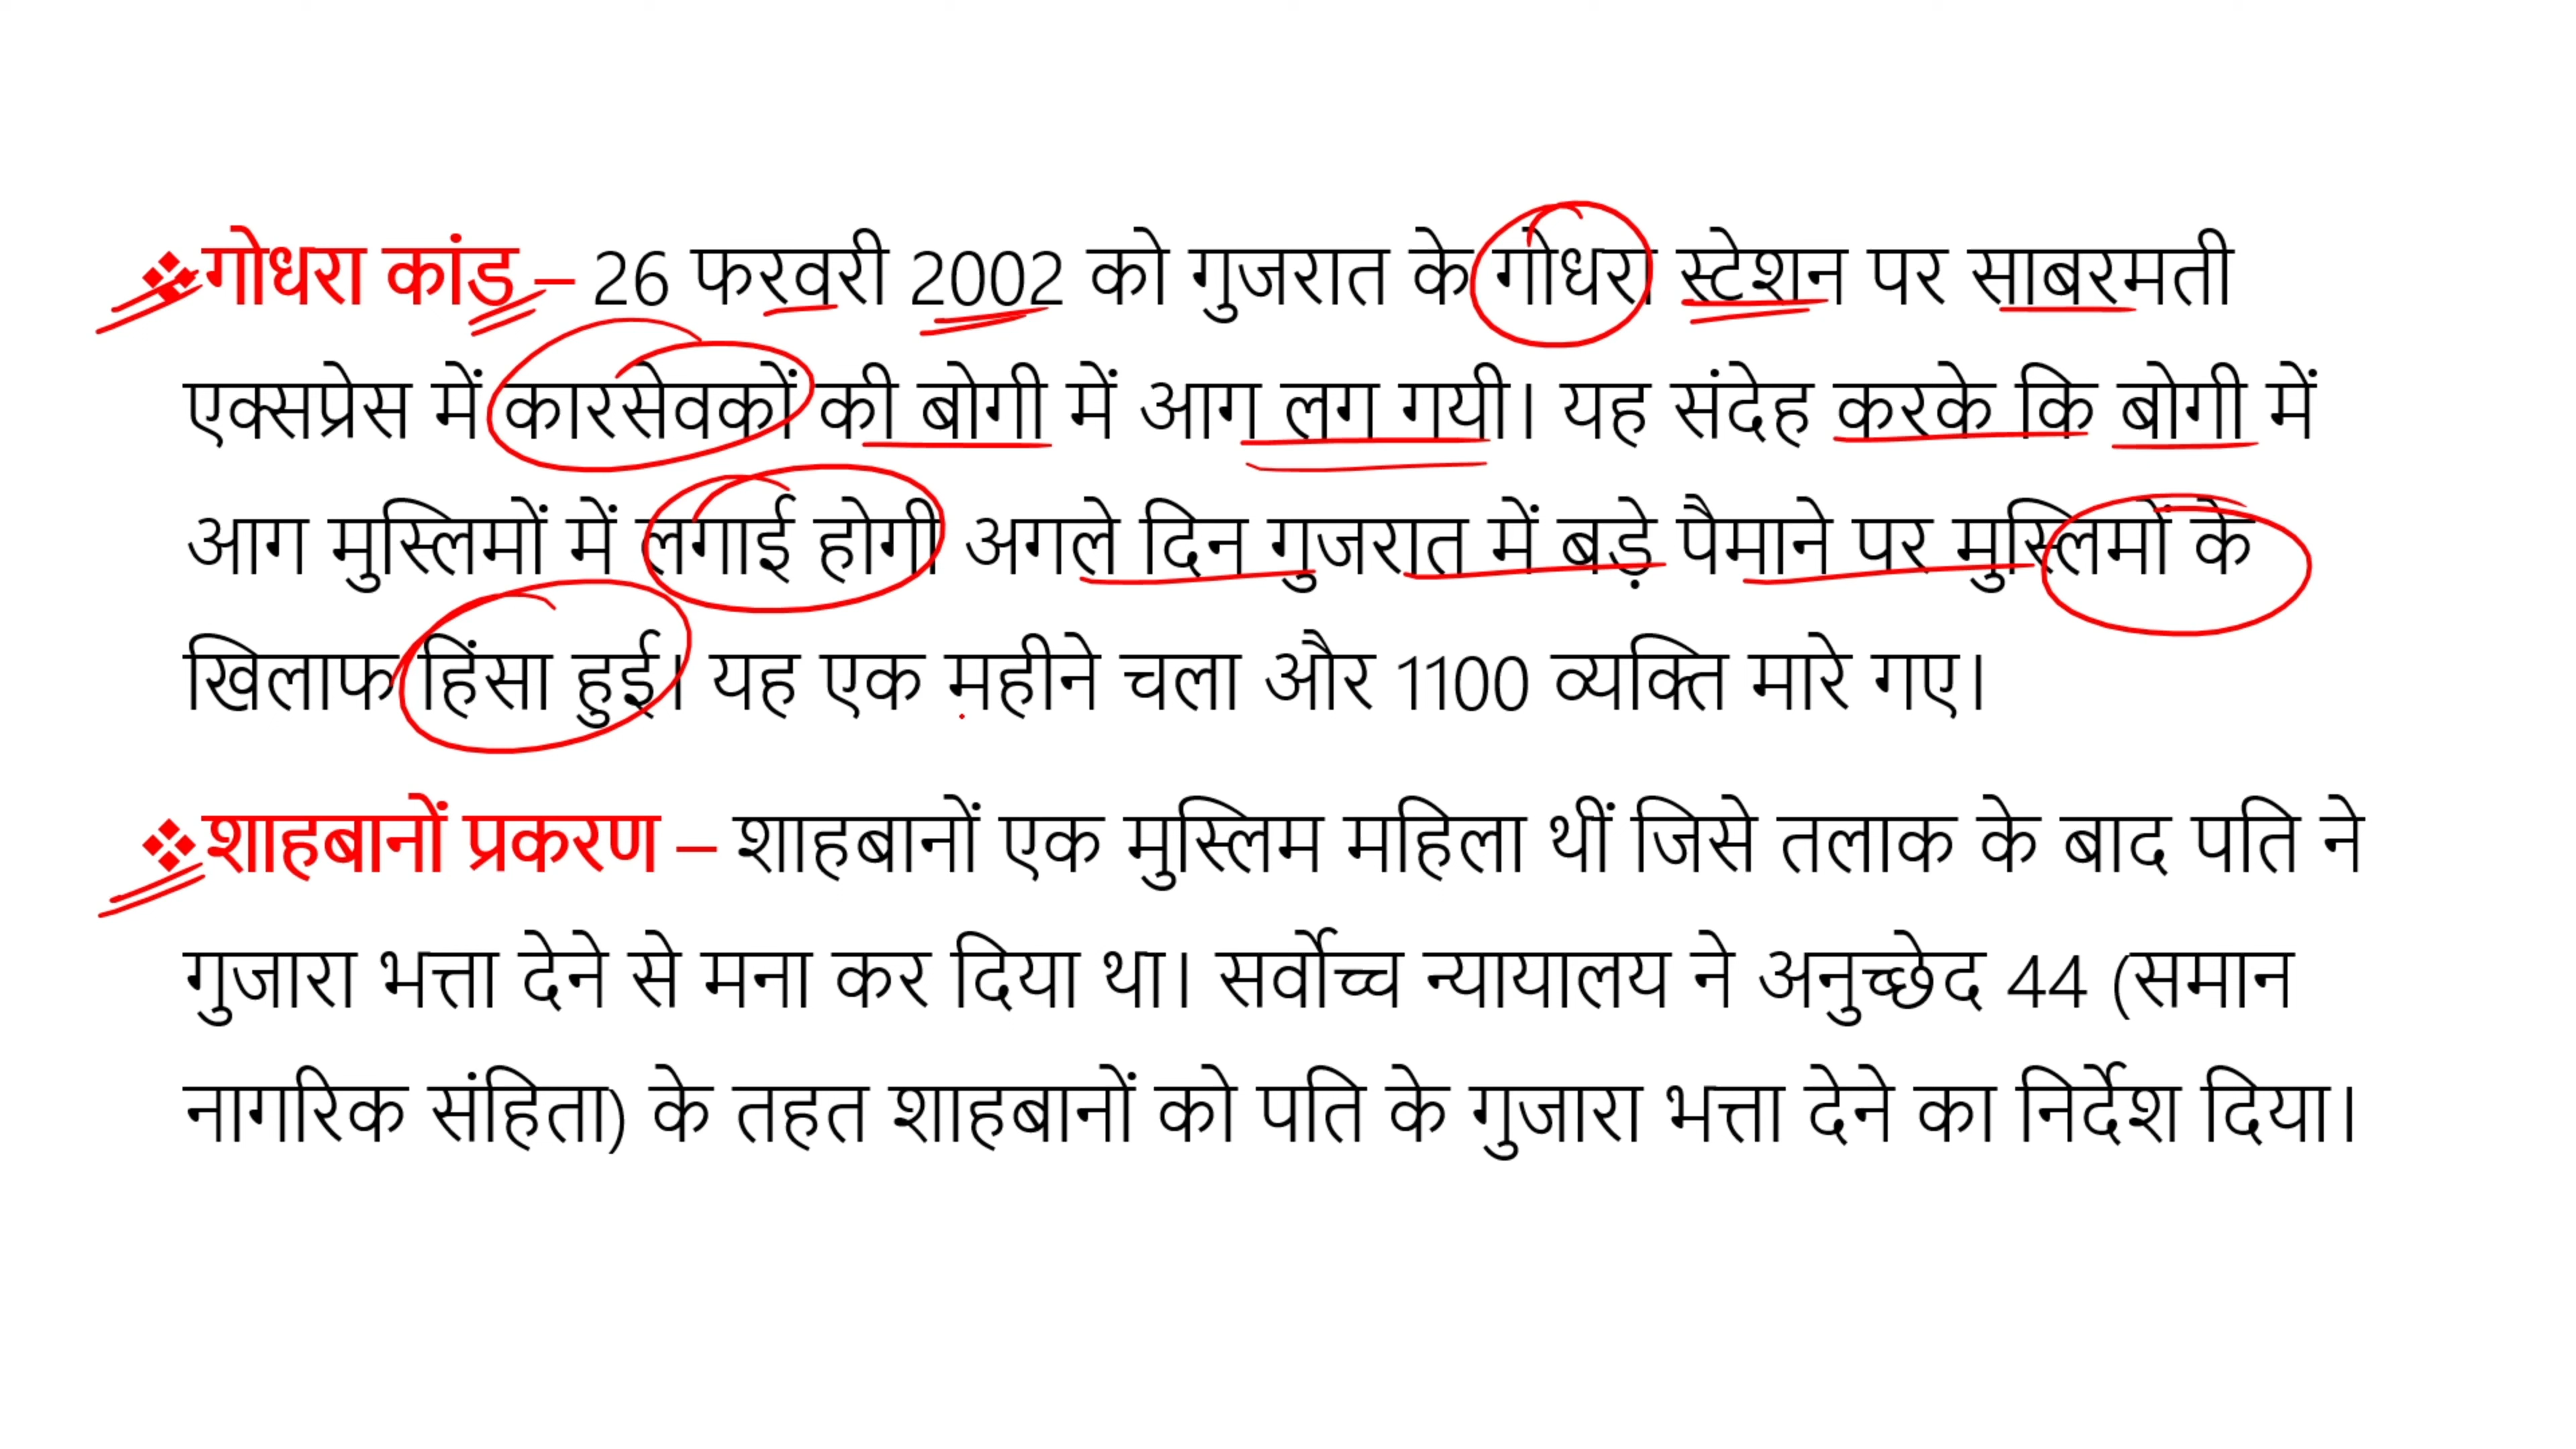 ❖गोधरा कांड – 26 फरवरी 2002 को गुजरात के गोधरा स्टेशन पर साबरमती
एक्सप्रेस में कारसेवकों की बोगी में आग लग गयी। यह संदेह करके कि बोगी में
आग मुस्लिमों में लगाई होगी अगले दिन गुजरात में बड़े पैमाने पर मुस्लिमों के
खिलाफ हिंसा हुई। यह एक महीने चला और 1100 व्यक्ति मारे गए।
❖शाहबानों प्रकरण – शाहबानों एक मुस्लिम महिला थीं जिसे तलाक के बाद पति ने
गुजारा भत्ता देने से मना कर दिया था। सर्वोच्च न्यायालय ने अनुच्छेद 44 (समान
नागरिक संहिता) के तहत शाहबानों को पति के गुजारा भत्ता देने का निर्देश दिया।